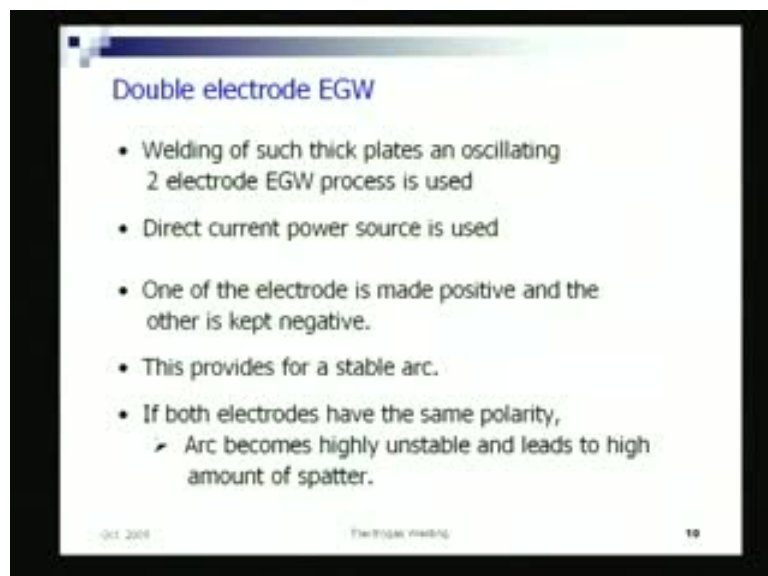 Double electrode EGW
• Welding of such thick plates an oscillating
2 electrode EGW process is used
• Direct current power source is used
• One of the electrode is made positive and the
other is kept negative.
• This provides for a stable arc.
• If both electrodes have the same polarity,
➢ Arc becomes highly unstable and leads to high
amount of spatter.
Oct. Welding 10